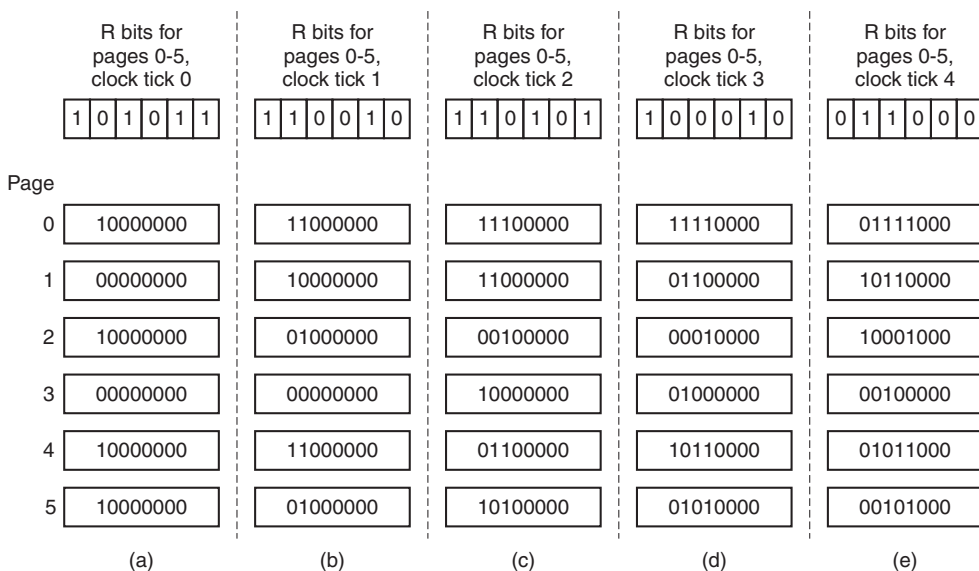 R bits for
pages 0-5,
clock tick 0
R bits for
pages 0-5,
clock tick 1
R bits for
pages 0-5,
clock tick 2
R bits for
pages 0-5,
clock tick 3
R bits for
pages 0-5,
clock tick 4
1 0 1 0 1 1
1 1 0 0 1 0
1 1 0 1 0 1
1 0 0 0 1 0
0 1 1 0 0 0
Page
0 10000000 11000000 11100000 11110000 01111000
1 00000000 10000000 11000000 01100000 10110000
2 10000000 01000000 00100000 00010000 10001000
3 00000000 00000000 10000000 01000000 00100000
4 10000000 11000000 01100000 10110000 01011000
5 10000000 01000000 10100000 01010000 00101000
(a) (b) (c) (d) (e)